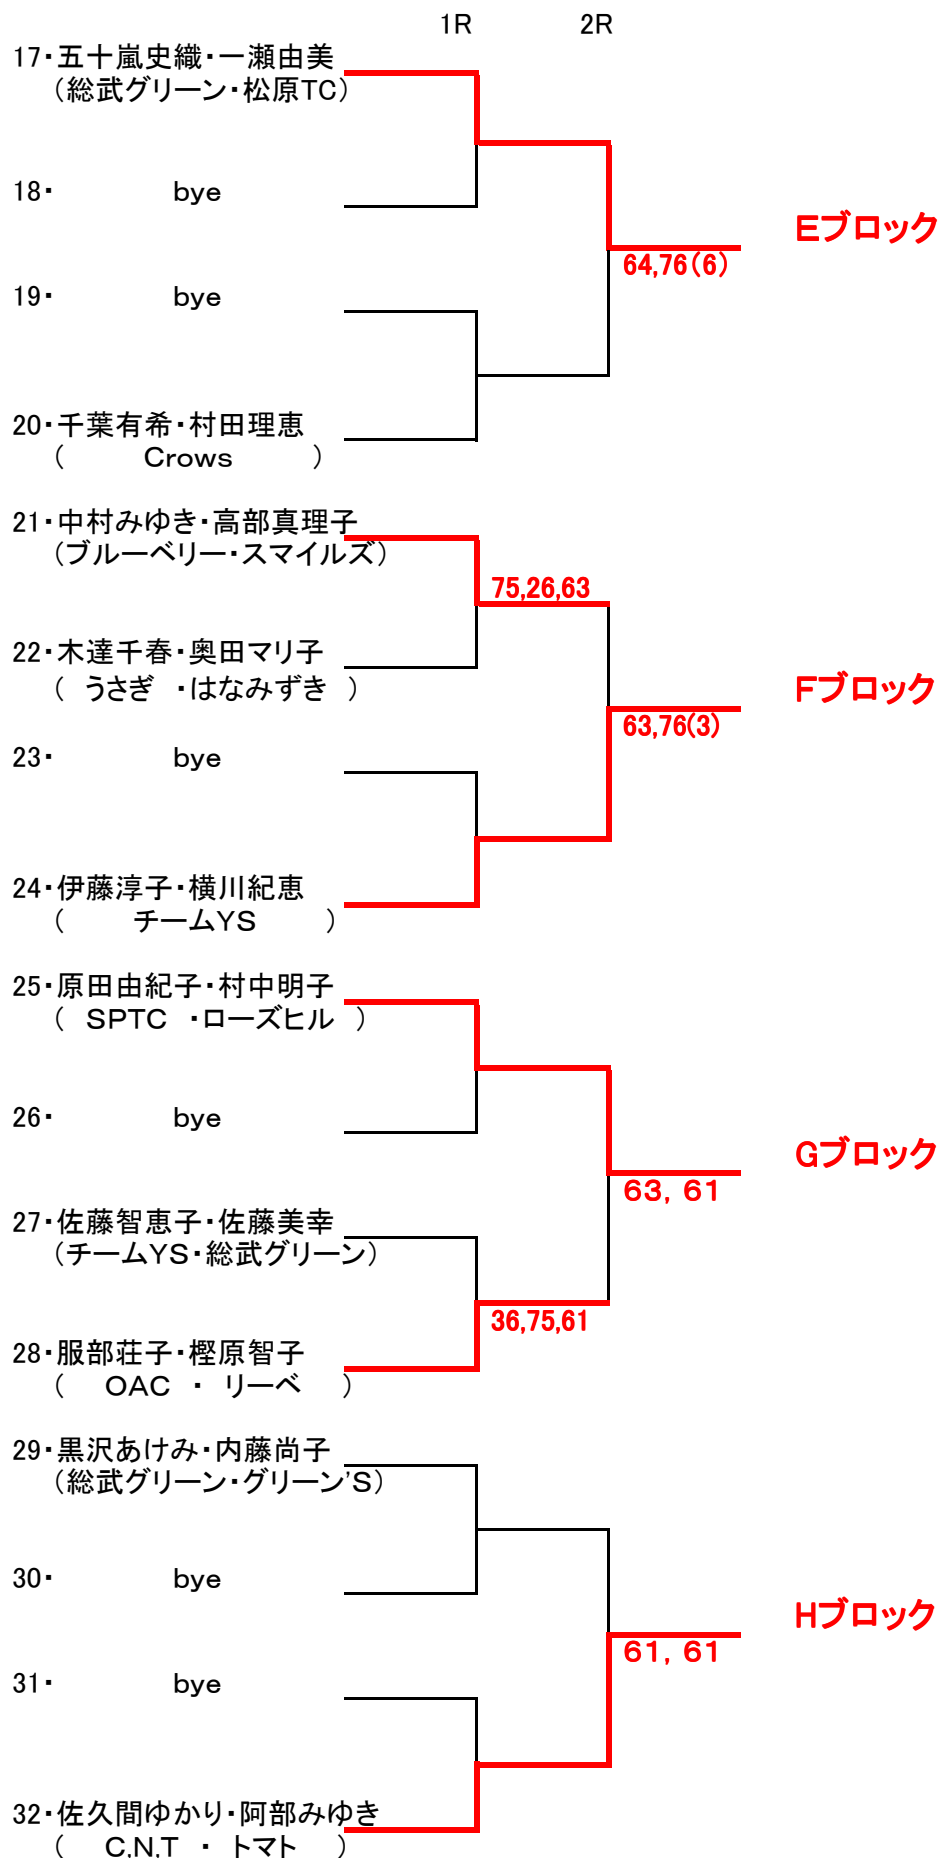 1R 2R
17・五十嵐史織・一瀬由美
（総武グリーン・松原TC）
18・ bye
Eブロック
64,76(6)
19・ bye
20・千葉有希・村田理恵
（ Crows ）
21・中村みゆき・高部真理子
（ブルーベリー・スマイルズ）
75,26,63
22・木達千春・奥田マリ子
（ うさぎ ・はなみずき ）
Fブロック
63,76(3)
23・ bye
24・伊藤淳子・横川紀恵
（ チームYS ）
25・原田由紀子・村中明子
（ SPTC ・ローズヒル ）
26・ bye
Gブロック
63, 61
27・佐藤智恵子・佐藤美幸
（チームYS・総武グリーン）
36,75,61
28・服部荘子・樫原智子
（ OAC ・ リーベ ）
29・黒沢あけみ・内藤尚子
（総武グリーン・グリーン'S）
30・ bye
Hブロック
61, 61
31・ bye
32・佐久間ゆかり・阿部みゆき
（ C,N,T ・ トマト ）